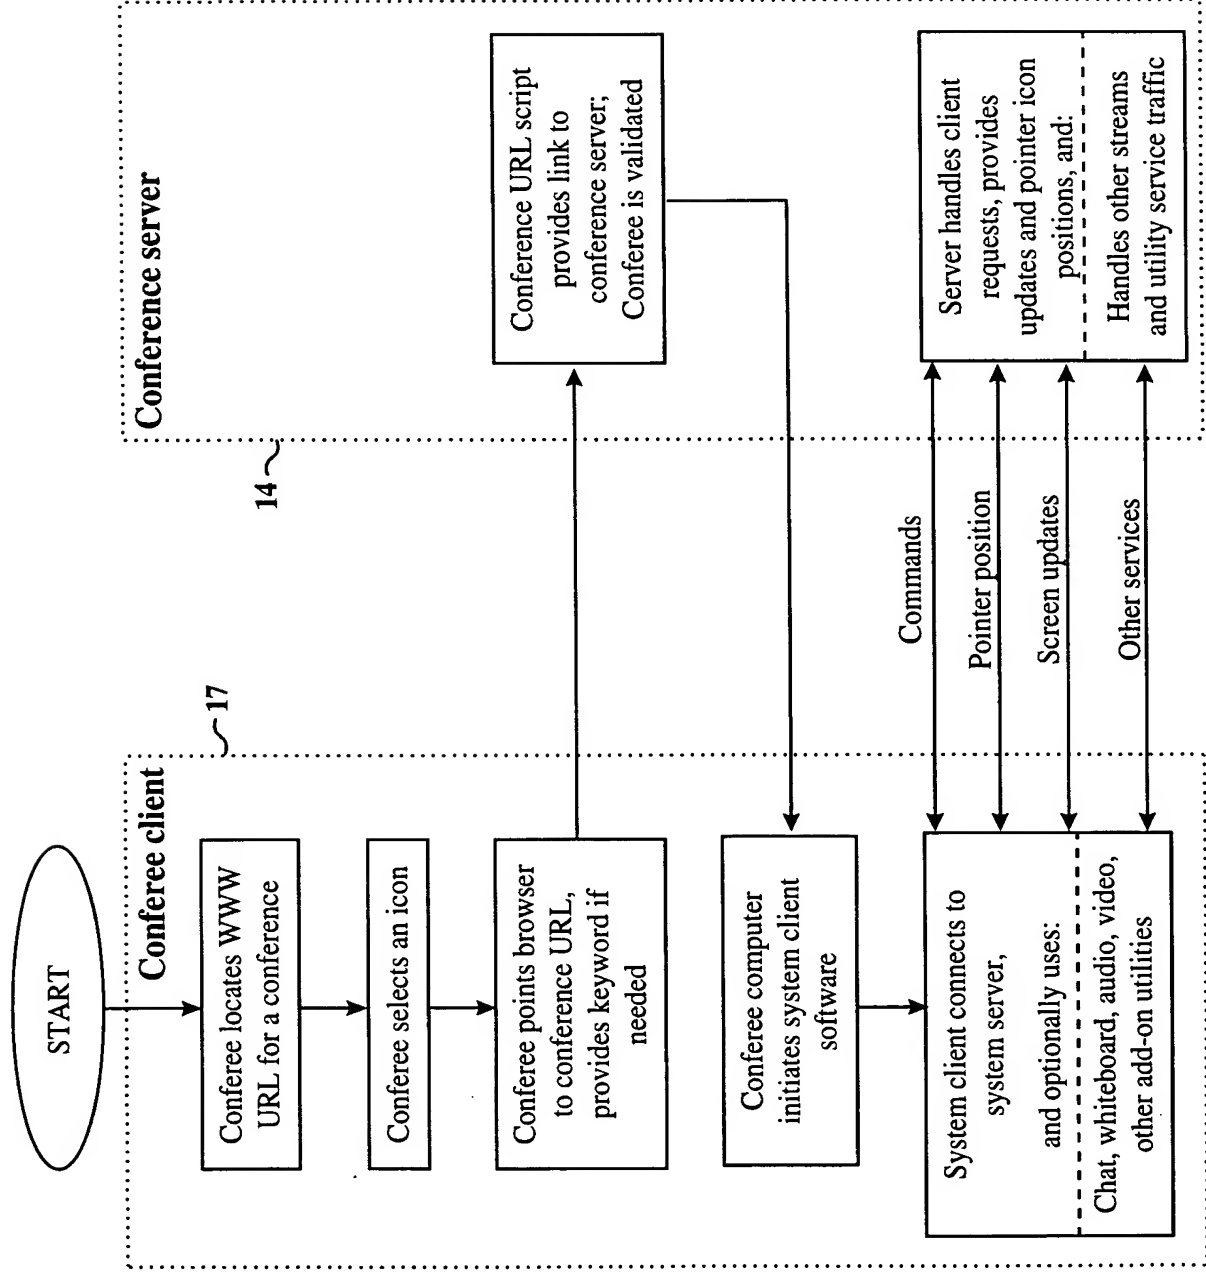 START
Conferee client
17
Conferee locates WWW
URL for a conference
Conferee selects an icon
Conferee points browser
to conference URL,
provides keyword if
needed
Conferee computer
initiates system client
software
System client connects to
system server,
and optionally uses:
Chat, whiteboard, audio, video,
other add-on utilities
Commands
Pointer position
Screen updates
Other services
14
Conference server
Conference URL script
provides link to
conference server;
Conferee is validated
Server handles client
requests, provides
updates and pointer icon
positions, and:
Handles other streams
and utility service traffic